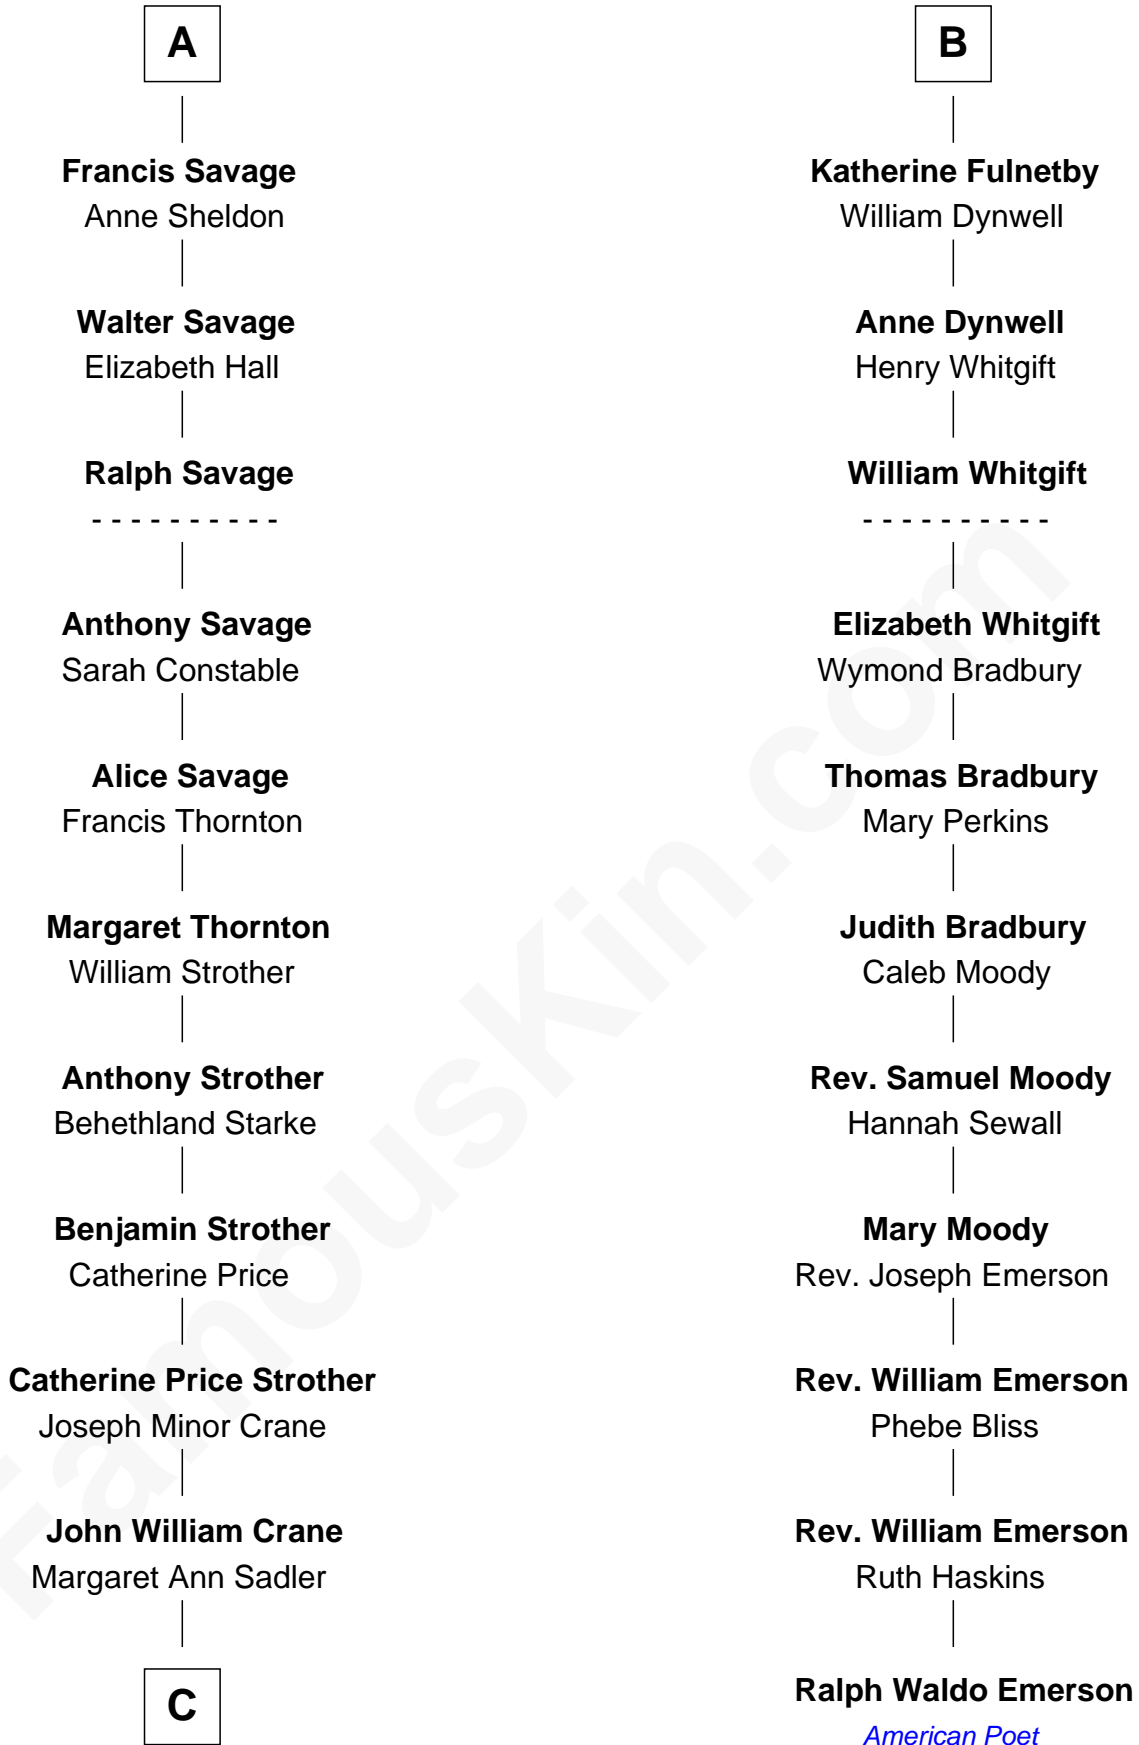 A
Francis Savage
Anne Sheldon
Walter Savage
Elizabeth Hall
Ralph Savage
- - - - - - - - - -
Anthony Savage
Sarah Constable
Alice Savage
Francis Thornton
Margaret Thornton
William Strother
Anthony Strother
Behethland Starke
Benjamin Strother
Catherine Price
Catherine Price Strother
Joseph Minor Crane
John William Crane
Margaret Ann Sadler
C
B
Katherine Fulnetby
William Dynwell
Anne Dynwell
Henry Whitgift
William Whitgift
- - - - - - - - - -
Elizabeth Whitgift
Wymond Bradbury
Thomas Bradbury
Mary Perkins
Judith Bradbury
Caleb Moody
Rev. Samuel Moody
Hannah Sewall
Mary Moody
Rev. Joseph Emerson
Rev. William Emerson
Phebe Bliss
Rev. William Emerson
Ruth Haskins
Ralph Waldo Emerson
American Poet
FamousKin.com